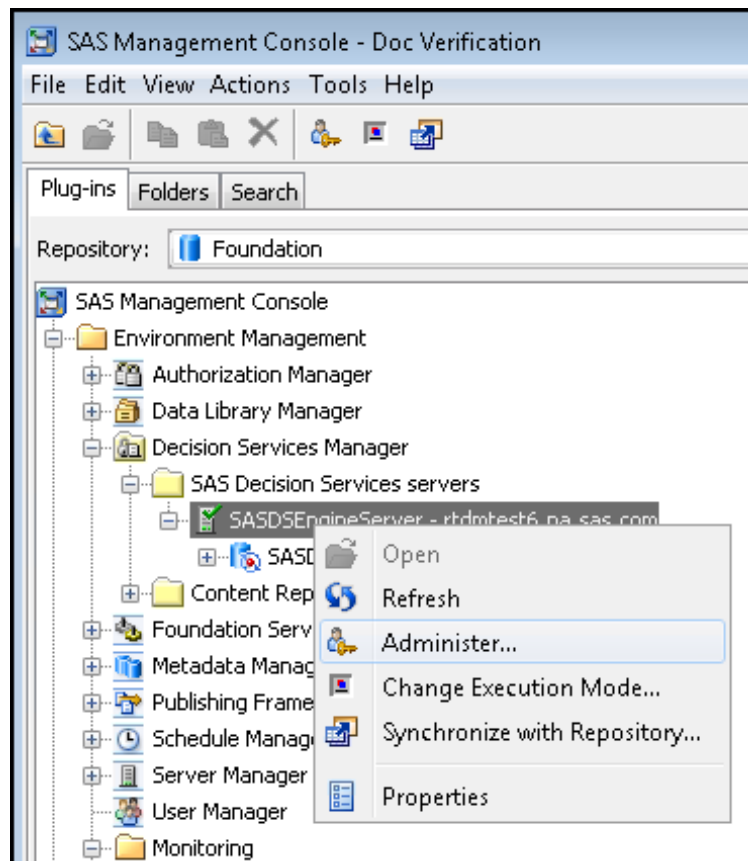 SAS Management Console - Doc Verification
File Edit View Actions Tools Help
Plug-ins Folders Search
Repository: Foundation
SAS Management Console
Environment Management
Authorization Manager
Data Library Manager
Decision Services Manager
SAS Decision Services servers
SASDSEngineServer - rtdmtest6.na.sas.com
SASD
Open
Content Rep
Refresh
Foundation Serv
Administer...
Metadata Manag
Change Execution Mode...
Publishing Frame
Synchronize with Repository...
Schedule Manag
Server Manager
Properties
User Manager
Monitoring